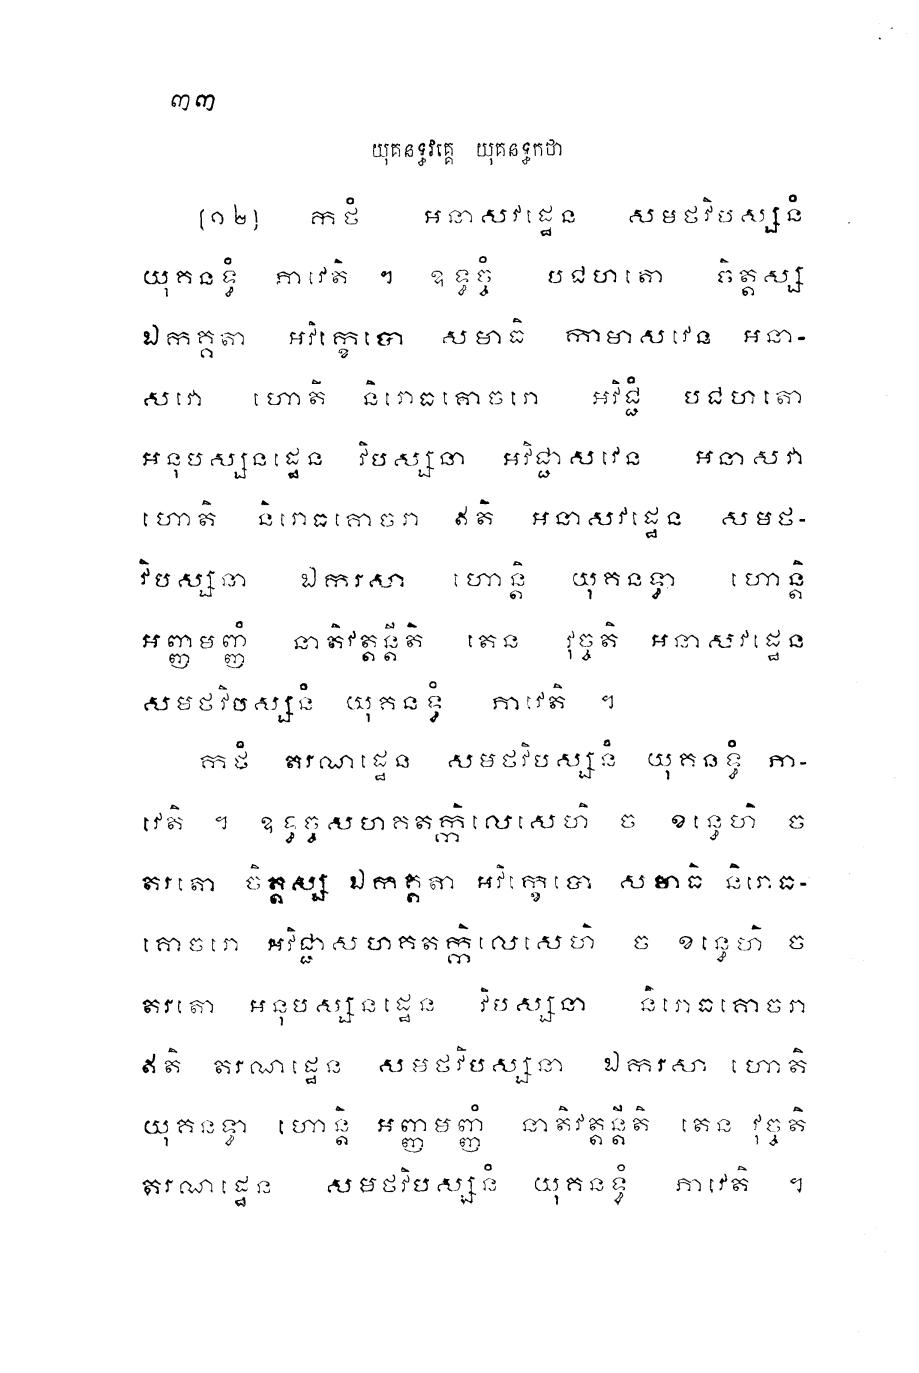 ៣៣
យុគនទ្ធវគ្គេ យុគនទ្ធកថា
[១២] កថំ អនាសវដ្ឋេន សមថវិបស្សនំ
យុគនទ្ធំ ភាវេតិ ។ ឧទ្ធច្ចំ បជហតោ ចិត្តស្ស
ឯកគ្គតា អវិក្ខេបោ សមាធិ កាមាសវេន អនា-
សវោ ហោតិ និរោធគោចរោ អវិជ្ជំ បជហតោ
អនុបស្សនដ្ឋេន វិបស្សនា អវិជ្ជាសវេន អនាសវា
ហោតិ និរោធគោចរា ឥតិ អនាសវដ្ឋេន សមថ-
វិបស្សនា ឯករសា ហោន្តិ យុគនទ្ធា ហោន្តិ
អញ្ញមញ្ញំ នាតិវត្តន្តីតិ តេន វុច្ចតិ អនាសវដ្ឋេន
សមថវិបស្សនំ យុគនទ្ធំ ភាវេតិ ។
កថំ តរណដ្ឋេន សមថវិបស្សនំ យុគនទ្ធំ ភា-
វេតិ ។ ឧទ្ធច្ចសហគតក្កិលេសេហិ ច ខន្ធេហិ ច
តរតោ ចិត្តស្ស ឯកគ្គតា អវិក្ខេបោ សមាធិ និរោធ-
គោចរោ អវិជ្ជាសហគតក្កិលេសេហិ ច ខន្ធេហិ ច
តរតោ អនុបស្សនដ្ឋេន វិបស្សនា និរោធគោចរា
ឥតិ តរណដ្ឋេន សមថវិបស្សនា ឯករសា ហោតិ
យុគនទ្ធា ហោន្តិ អញ្ញមញ្ញំ នាតិវត្តន្តីតិ តេន វុច្ចតិ
តរណដ្ឋេន សមថវិបស្សនំ យុគនទ្ធំ ភាវេតិ ។